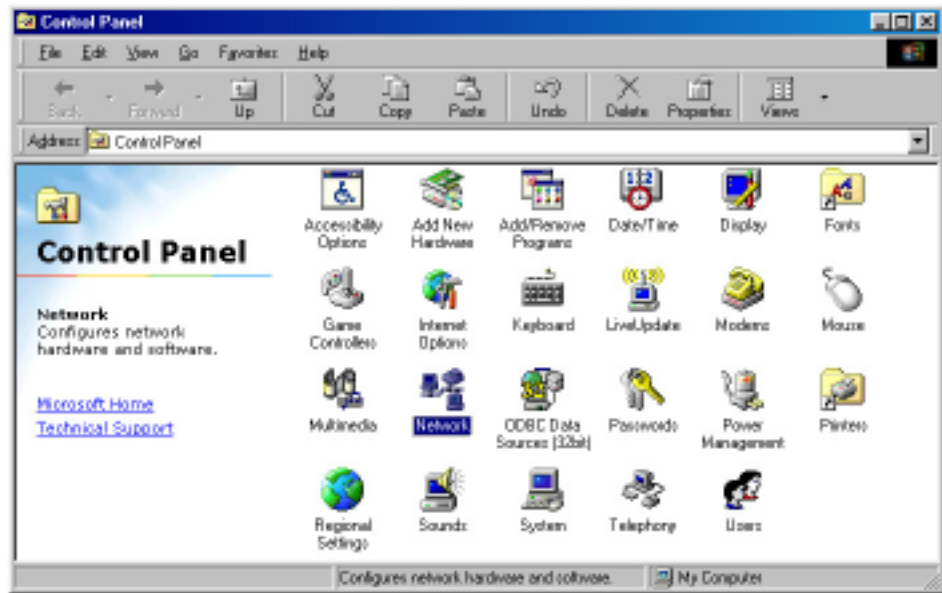 Control Panel
File Edit View Go Favorites Help
Back Forward Up Cut Copy Paste Undo Delete Properties Views
Address Control Panel
Control Panel
Network
Configures network
hardware and software.
Microsoft Home
Technical Support
Accessibility Options
Add New Hardware
Add/Remove Programs
Date/Time
Display
Fonts
Game Controllers
Internet Options
Keyboard
LiveUpdate
Modems
Mouse
Multimedia
Network
ODBC Data Sources (32bit)
Passwords
Power Management
Printers
Regional Settings
Sounds
System
Telephony
Users
Configures network hardware and software. My Computer